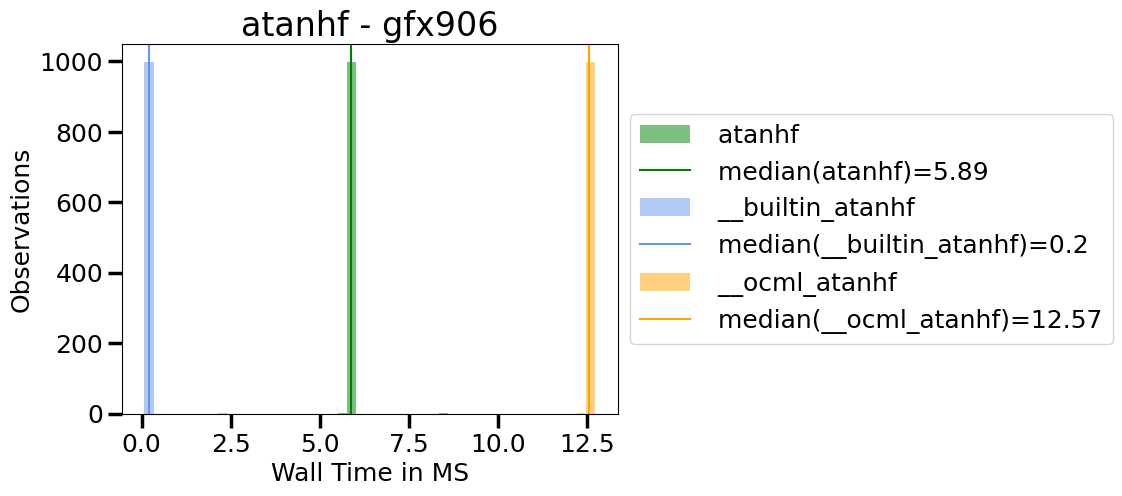 atanhf - gfx906
1000
800
600
400
200
0
Observations
0.0 2.5 5.0 7.5 10.0 12.5
Wall Time in MS
atanhf
median(atanhf)=5.89
__builtin_atanhf
median(__builtin_atanhf)=0.2
__ocml_atanhf
median(__ocml_atanhf)=12.57